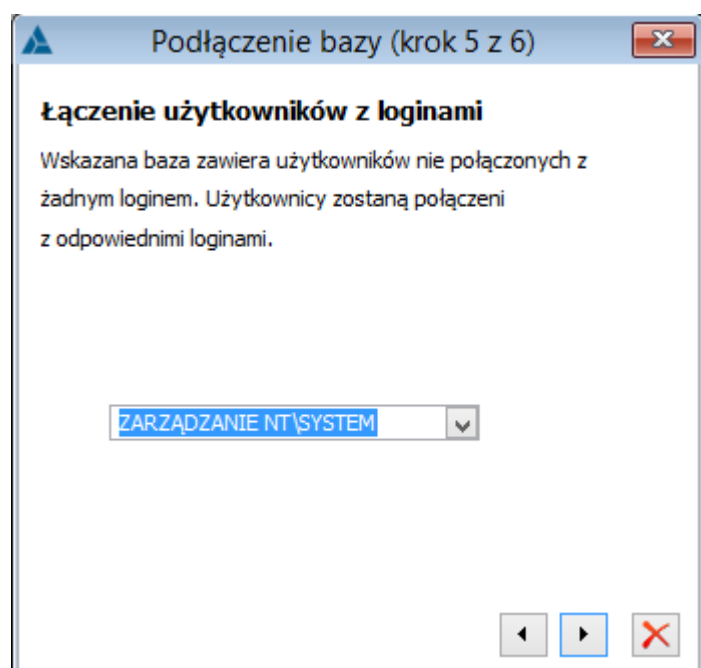 Podłączenie bazy (krok 5 z 6)
Łączenie użytkowników z loginami
Wskazana baza zawiera użytkowników nie połączonych z
żadnym loginem. Użytkownicy zostaną połączeni
z odpowiednimi loginami.
ZARZĄDZANIE NT\SYSTEM